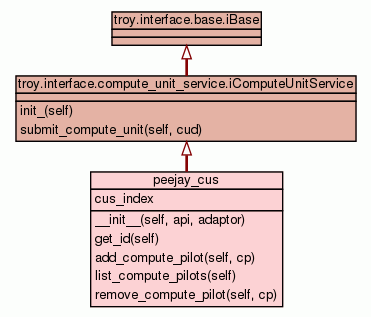 troy.interface.base.iBase
troy.interface.compute_unit_service.iComputeUnitService
init_(self)
submit_compute_unit(self, cud)
peejay_cus
cus_index
__init__(self, api, adaptor)
get_id(self)
add_compute_pilot(self, cp)
list_compute_pilots(self)
remove_compute_pilot(self, cp)